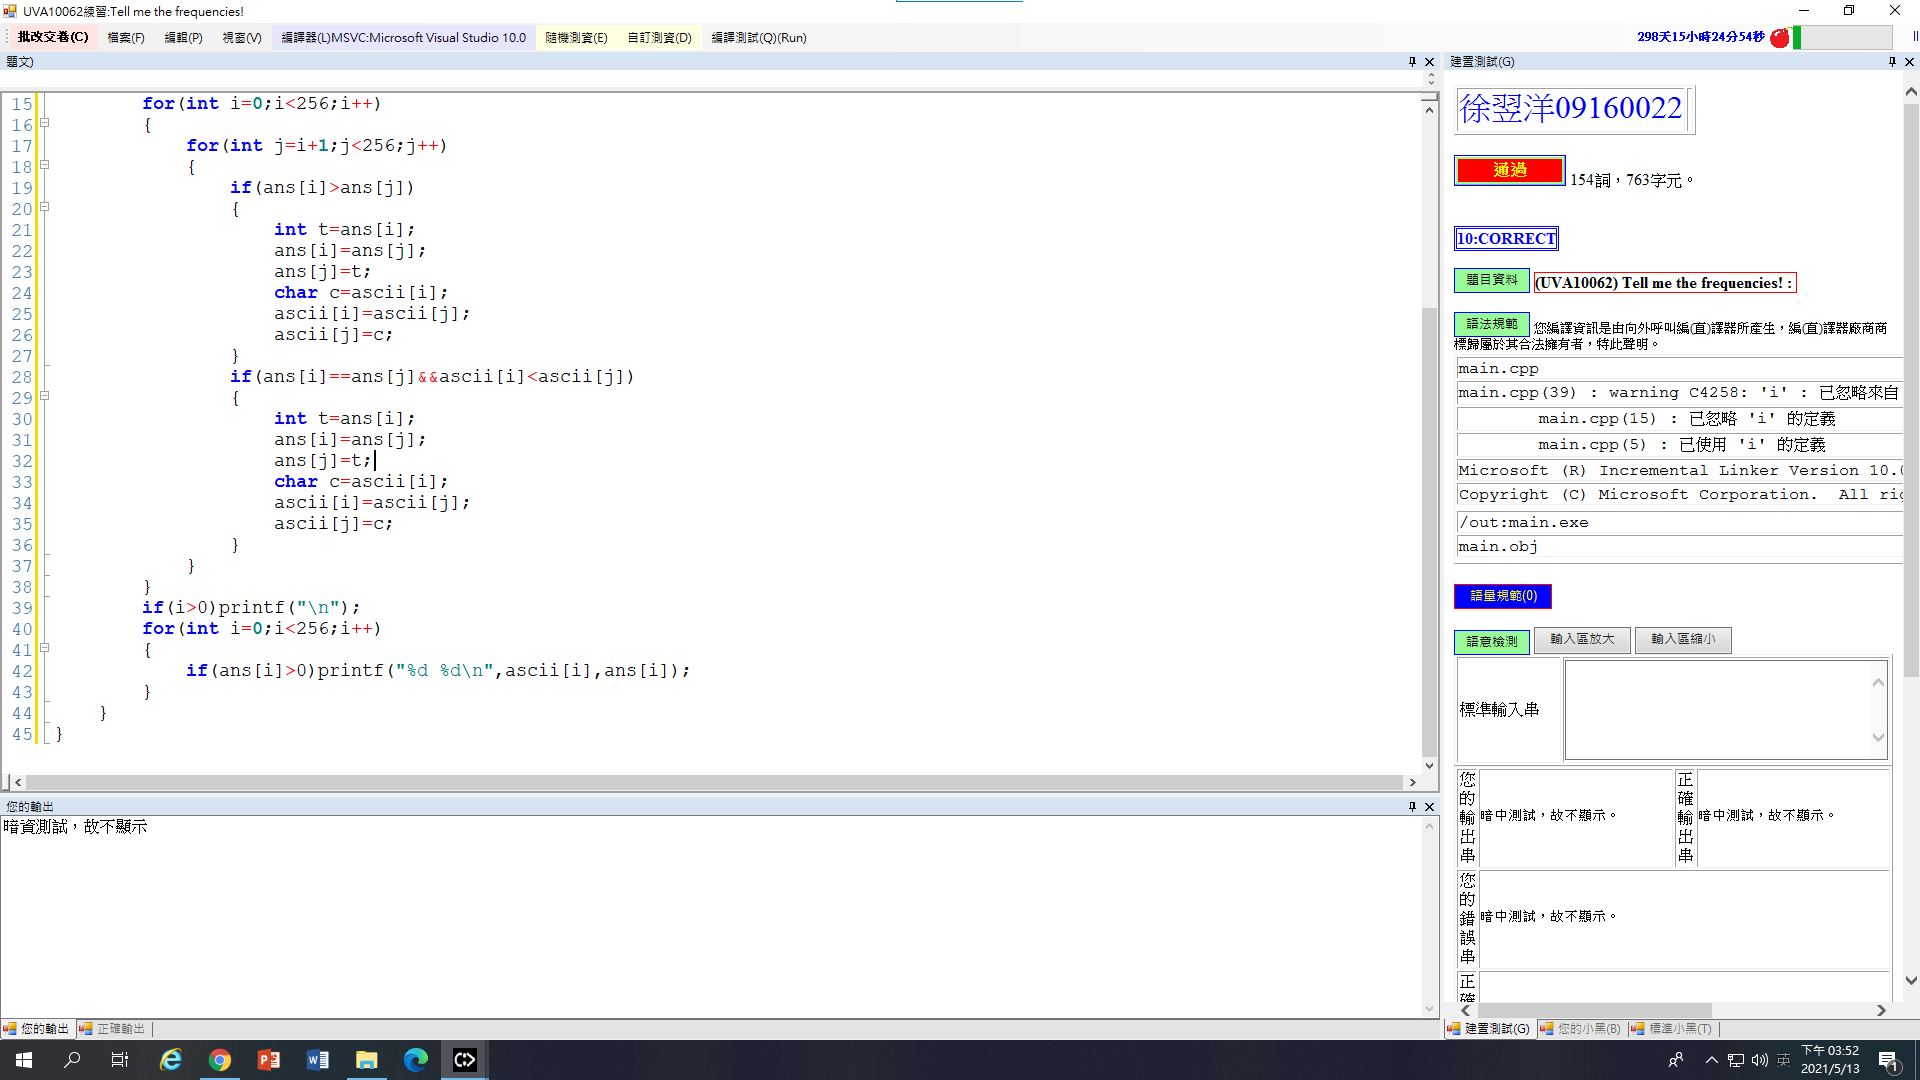 UVA10062練習:Tell me the frequencies!
批改交卷(C) 檔案(F) 編輯(P) 視窗(V) 編譯器(L)MSVC:Microsoft Visual Studio 10.0 隨機測資(E) 自訂測資(D) 編譯測試(Q)(Run)
298天15小時24分54秒
題文)
15 for(int i=0;i<256;i++)
16 {
17 for(int j=i+1;j<256;j++)
18 {
19 if(ans[i]>ans[j])
20 {
21 int t=ans[i];
22 ans[i]=ans[j];
23 ans[j]=t;
24 char c=ascii[i];
25 ascii[i]=ascii[j];
26 ascii[j]=c;
27 }
28 if(ans[i]==ans[j]&&ascii[i]<ascii[j])
29 {
30 int t=ans[i];
31 ans[i]=ans[j];
32 ans[j]=t;
33 char c=ascii[i];
34 ascii[i]=ascii[j];
35 ascii[j]=c;
36 }
37 }
38 }
39 if(i>0)printf("\n");
40 for(int i=0;i<256;i++)
41 {
42 if(ans[i]>0)printf("%d %d\n",ascii[i],ans[i]);
43 }
44 }
45 }
您的輸出
暗資測試，故不顯示
您的輸出 正確輸出
建置測試(G)
徐翌洋09160022
通過 154詞，763字元。
10:CORRECT
題目資料 (UVA10062) Tell me the frequencies! :
語法規範 您編譯資訊是由向外呼叫編(直)譯器所產生，編(直)譯器廠商商
標歸屬於其合法擁有者，特此聲明。
main.cpp
main.cpp(39) : warning C4258: 'i' : 已忽略來自
main.cpp(15) : 已忽略 'i' 的定義
main.cpp(5) : 已使用 'i' 的定義
Microsoft (R) Incremental Linker Version 10.0
Copyright (C) Microsoft Corporation. All rig
/out:main.exe
main.obj
語量規範(0)
語意檢測 輸入區放大 輸入區縮小
標準輸入串
您的輸出串 暗中測試，故不顯示。 正確輸出串 暗中測試，故不顯示。
您的錯誤串 暗中測試，故不顯示。
正確
建置測試(G) 您的小黑(B) 標準小黑(T)
英 下午 03:52
2021/5/13
1